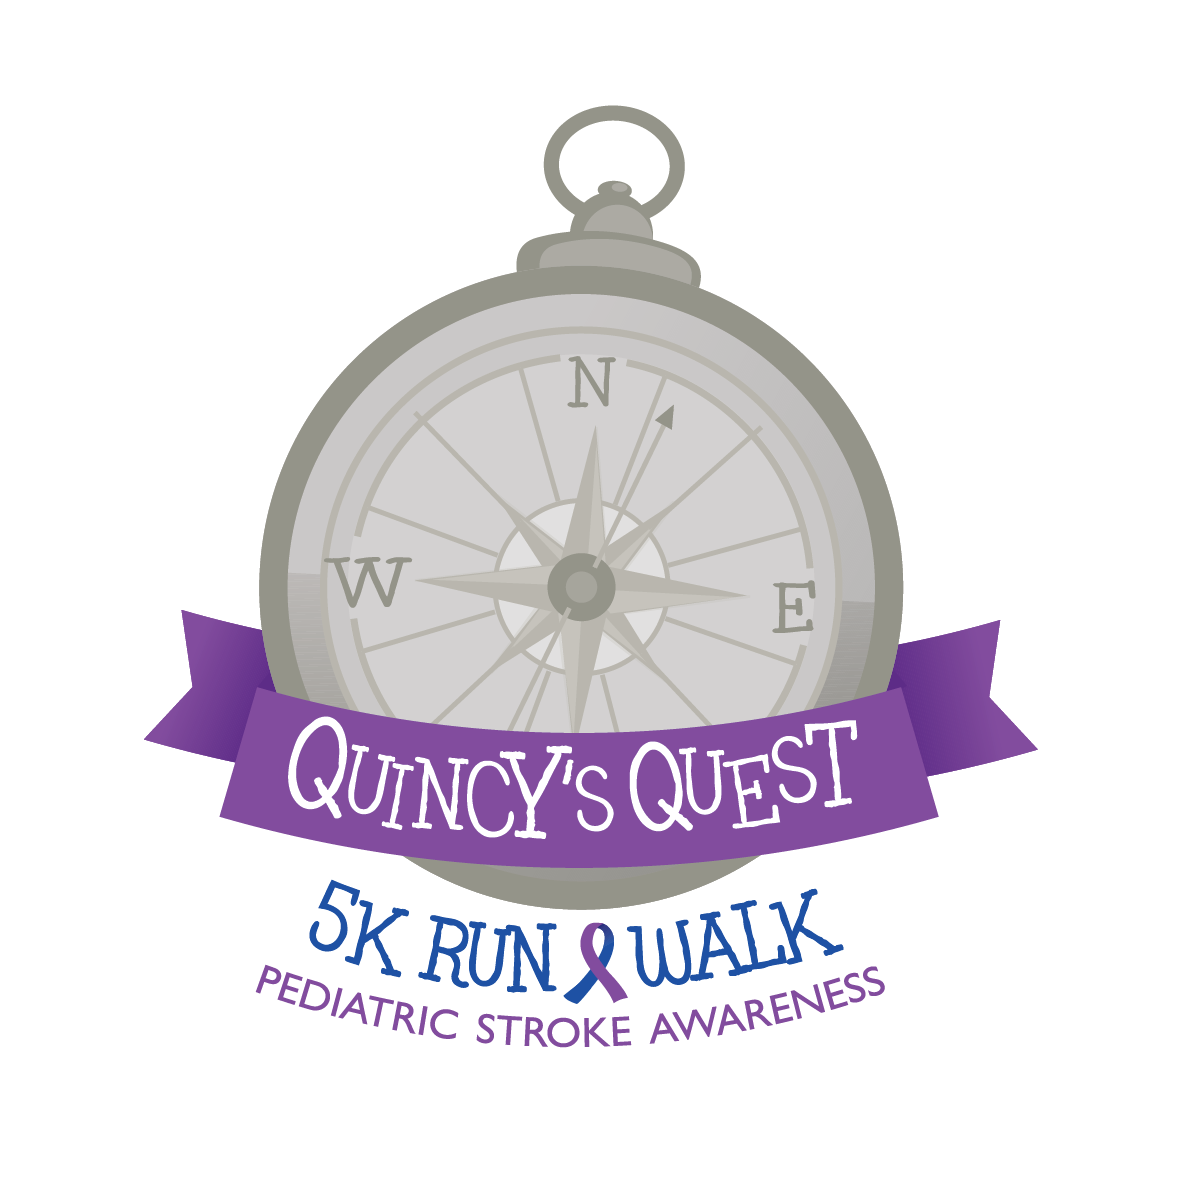 N
W
E
QUINCY'S QUEST
5K RUN WALK
PEDIATRIC STROKE AWARENESS